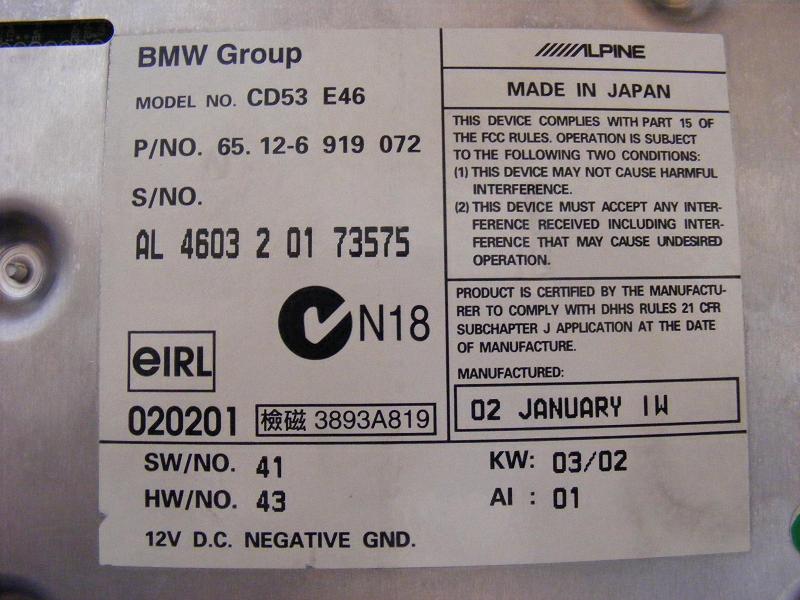 BMW Group
MODEL NO. CD53 E46
P/NO. 65. 12-6 919 072
S/NO.
AL 4603 2 01 73575
N18
eIRL
020201 檢磁 3893A819
ALPINE
MADE IN JAPAN
THIS DEVICE COMPLIES WITH PART 15 OF
THE FCC RULES. OPERATION IS SUBJECT
TO THE FOLLOWING TWO CONDITIONS:
(1) THIS DEVICE MAY NOT CAUSE HARMFUL
INTERFERENCE.
(2) THIS DEVICE MUST ACCEPT ANY INTER-
FERENCE RECEIVED INCLUDING INTER-
FERENCE THAT MAY CAUSE UNDESIRED
OPERATION.
PRODUCT IS CERTIFIED BY THE MANUFACTU-
RER TO COMPLY WITH DHHS RULES 21 CFR
SUBCHAPTER J APPLICATION AT THE DATE
OF MANUFACTURE.
MANUFACTURED:
02 JANUARY 1W
SW/NO. 41
HW/NO. 43
12V D.C. NEGATIVE GND.
KW: 03/02
AI : 01